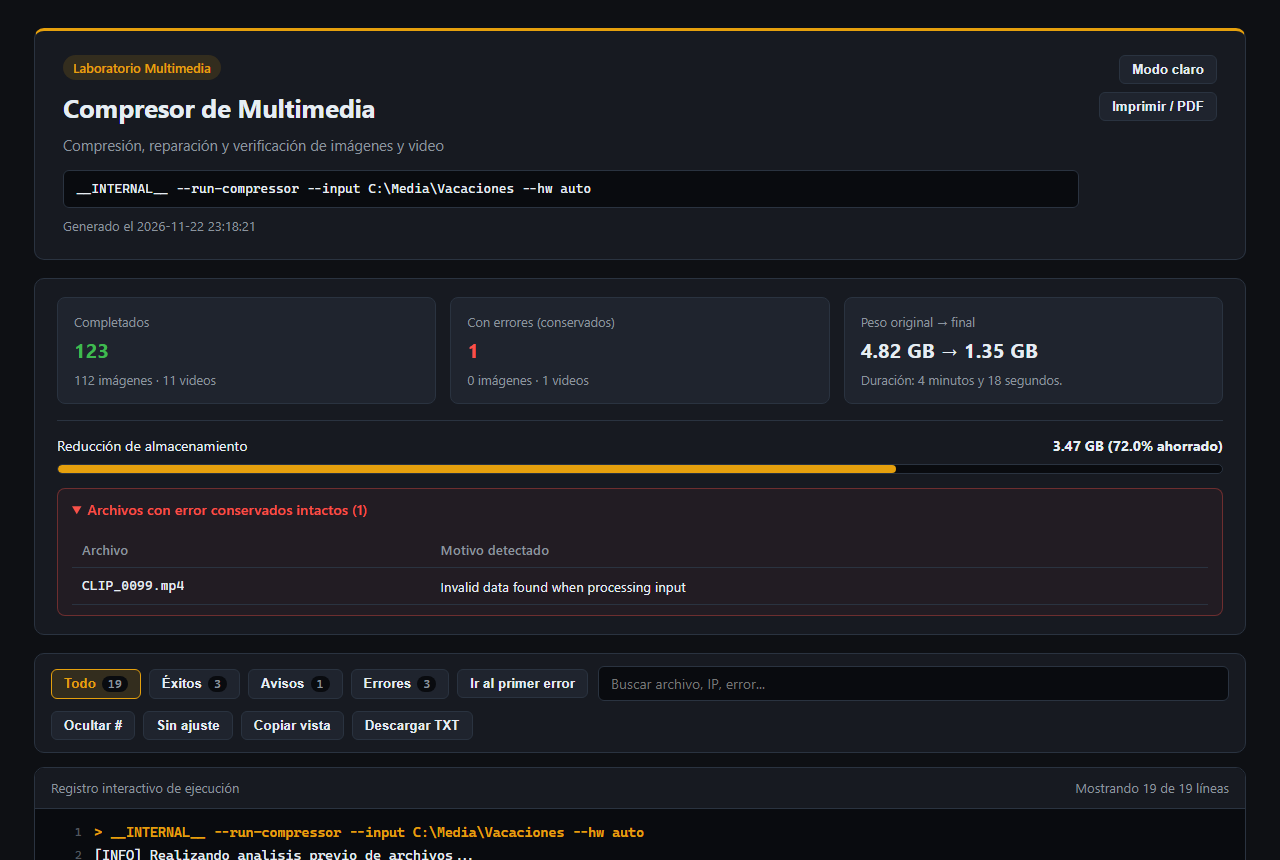 Laboratorio Multimedia
Modo claro
Compresor de Multimedia
Imprimir / PDF
Compresión, reparación y verificación de imágenes y video
__INTERNAL__ --run-compressor --input C:\Media\Vacaciones --hw auto
Generado el 2026-11-22 23:18:21
Completados
123
112 imágenes · 11 videos
Con errores (conservados)
1
0 imágenes · 1 videos
Peso original → final
4.82 GB → 1.35 GB
Duración: 4 minutos y 18 segundos.
Reducción de almacenamiento
3.47 GB (72.0% ahorrado)
▼ Archivos con error conservados intactos (1)
Archivo Motivo detectado
CLIP_0099.mp4 Invalid data found when processing input
Todo 19 Éxitos 3 Avisos 1 Errores 3 Ir al primer error Buscar archivo, IP, error...
Ocultar # Sin ajuste Copiar vista Descargar TXT
Registro interactivo de ejecución Mostrando 19 de 19 líneas
1 > __INTERNAL__ --run-compressor --input C:\Media\Vacaciones --hw auto
2 [INFO] Realizando analisis previo de archivos...